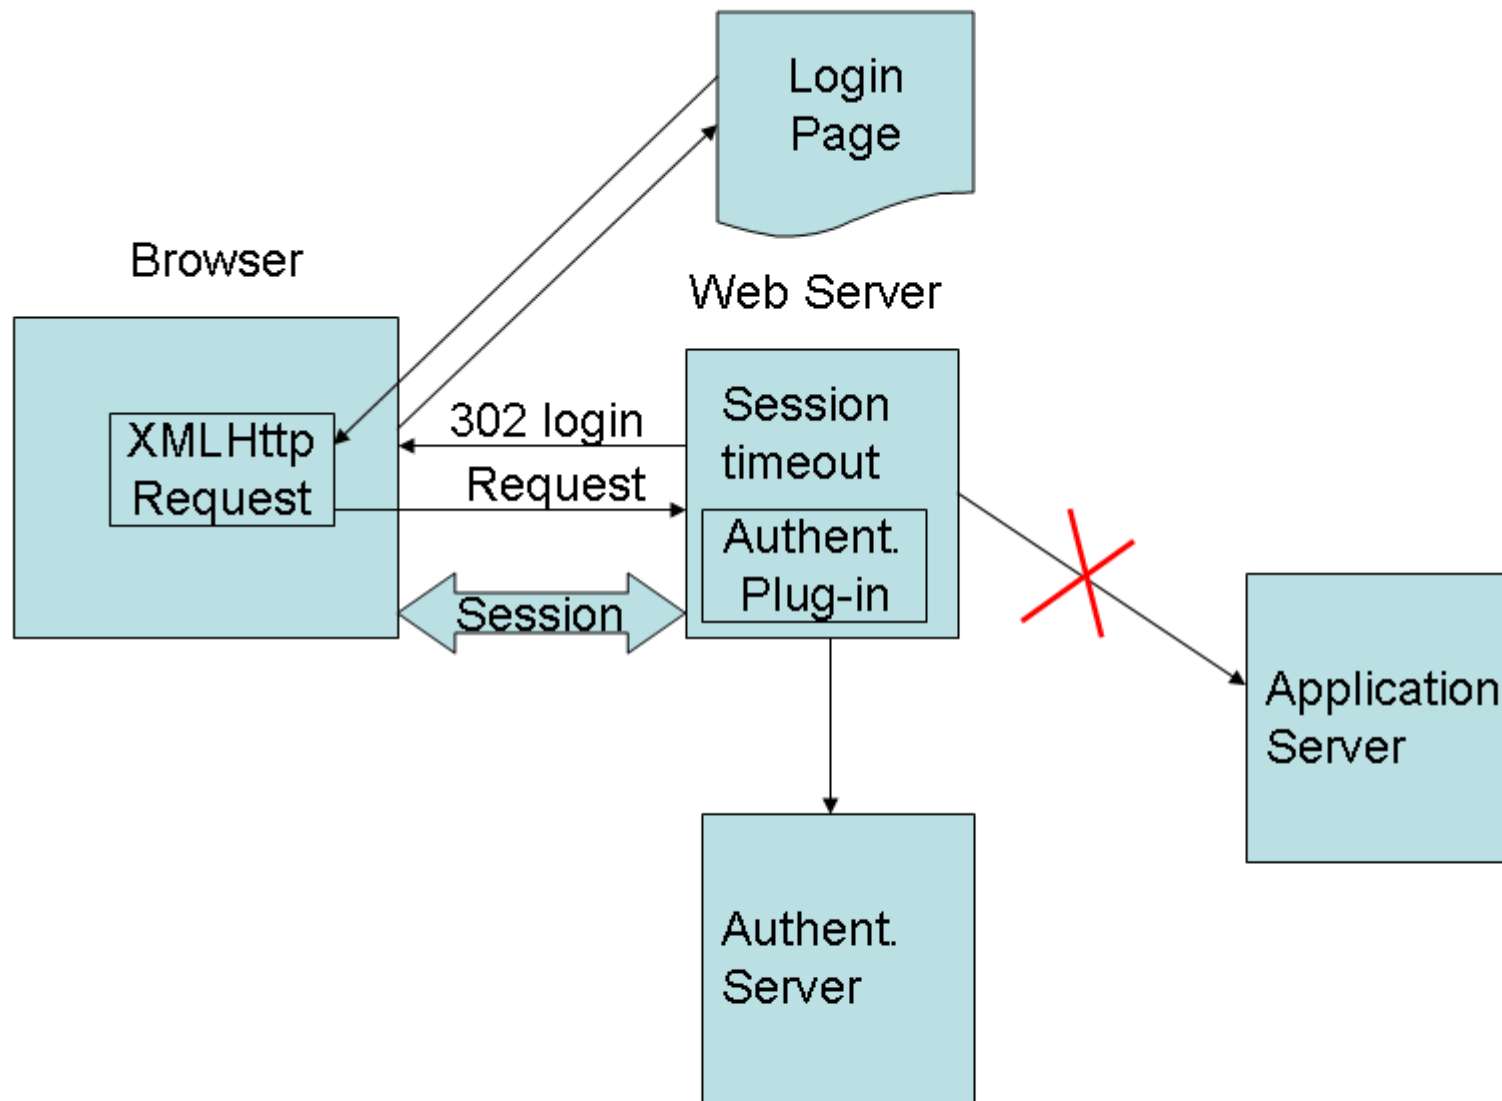 Login
Page
Browser
Web Server
XMLHttp
Request
302 login
Request
Session
Session
timeout
Authent.
Plug-in
Application
Server
Authent.
Server